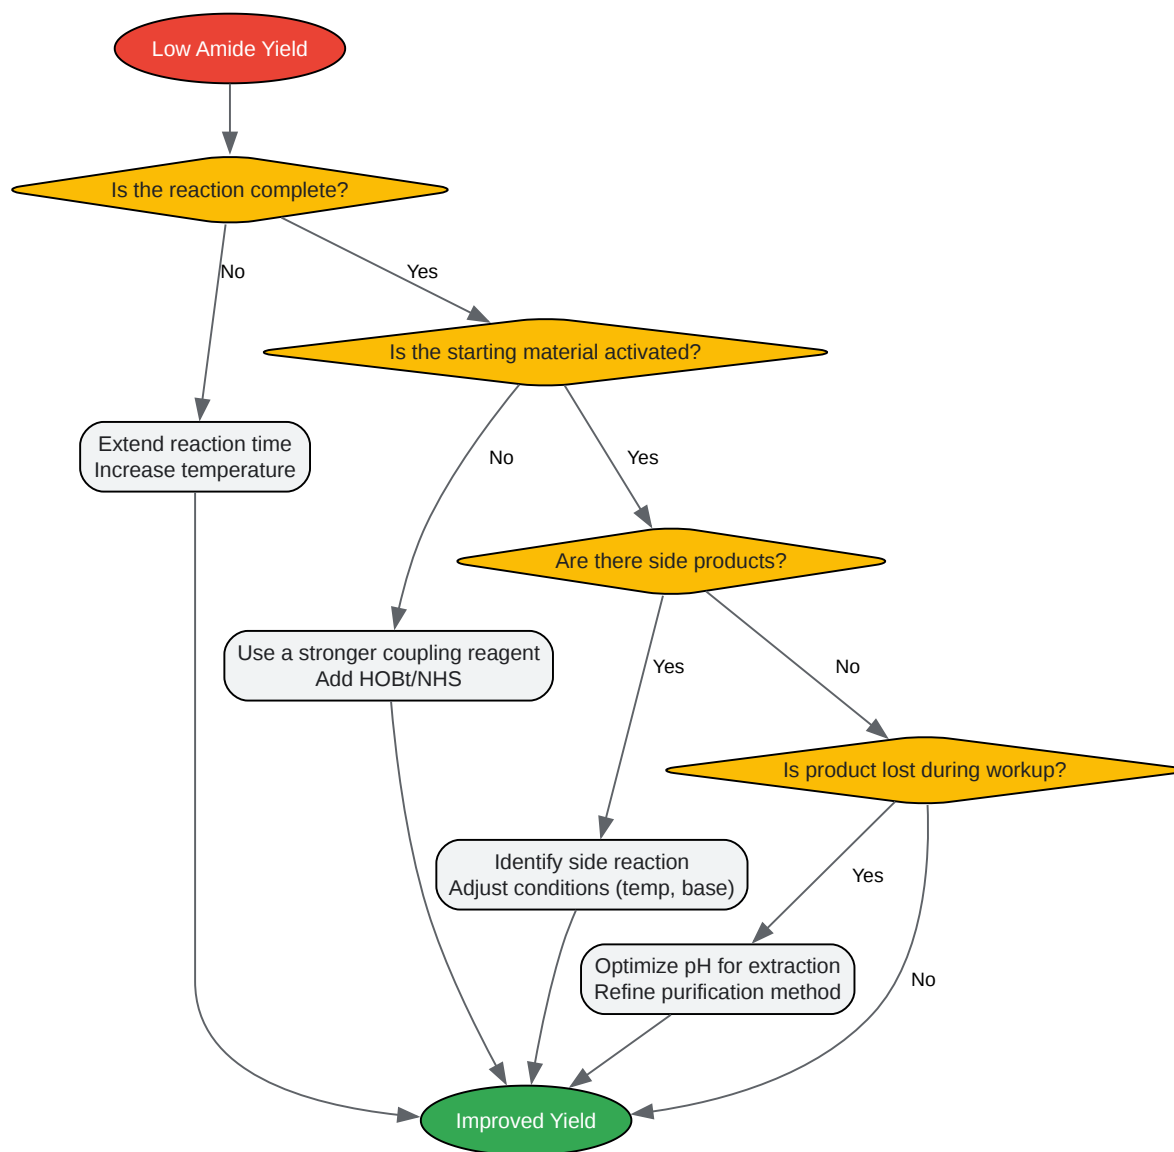 Low Amide Yield
Is the reaction complete?
No
Yes
Is the starting material activated?
Extend reaction time
Increase temperature
No
Yes
Are there side products?
Use a stronger coupling reagent
Add HOBt/NHS
Yes
No
Is product lost during workup?
Identify side reaction
Adjust conditions (temp, base)
Yes
Optimize pH for extraction
Refine purification method
No
Improved Yield